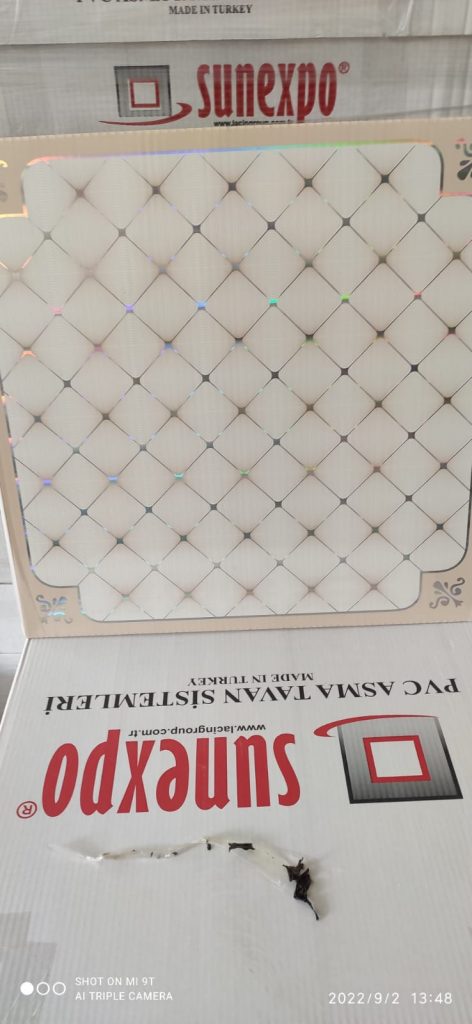 MADE IN TURKEY
sunexpo®
www.lacingroup.com.tr
PVC ASMA TAVAN SİSTEMLERİ
MADE IN TURKEY
www.lacingroup.com.tr
sunexpo®
SHOT ON MI 9T
AI TRIPLE CAMERA
2022/9/2 13:48